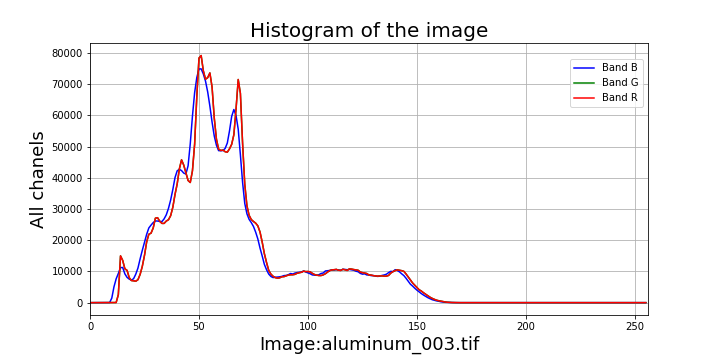 Histogram of the image
80000
70000
60000
50000
40000
30000
20000
10000
0
All chanels
Band B
Band G
Band R
0 50 100 150 200 250
Image:aluminum_003.tif